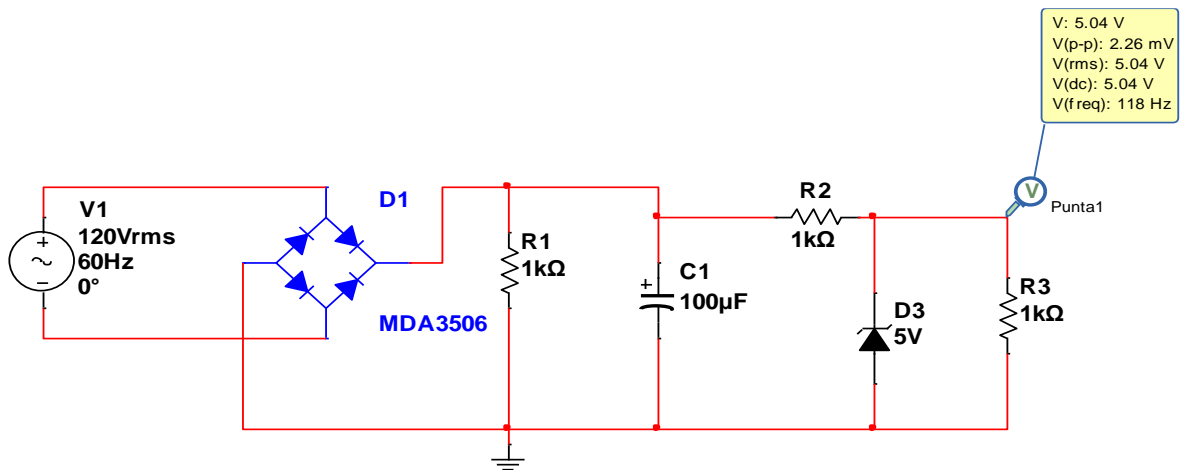 V: 5.04 V
V(p-p): 2.26 mV
V(rms): 5.04 V
V(dc): 5.04 V
V(freq): 118 Hz
V
Punta1
V1
120Vrms
60Hz
0°
D1
MDA3506
R1
1kΩ
C1
100µF
R2
1kΩ
D3
5V
R3
1kΩ